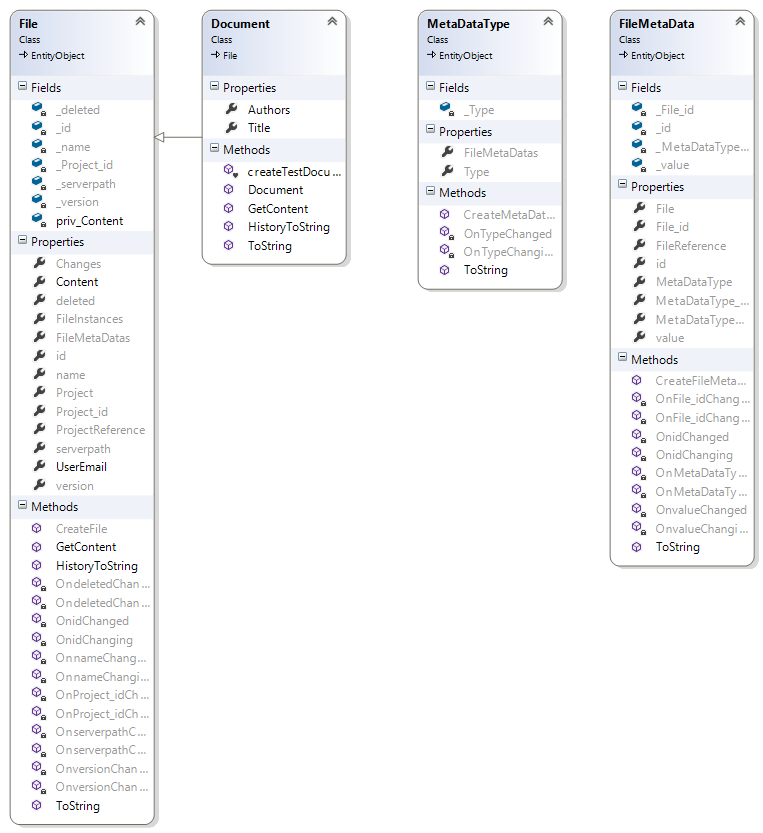 File
Class
EntityObject
Fields
_deleted
_id
_name
_Project_id
_serverpath
_version
priv_Content
Properties
Changes
Content
deleted
FileInstances
FileMetaDatas
id
name
Project
Project_id
ProjectReference
serverpath
UserEmail
version
Methods
CreateFile
GetContent
HistoryToString
OndeletedChan...
OndeletedChan...
OnidChanged
OnidChanging
OnnameChang...
OnnameChangi...
OnProject_idCh...
OnProject_idCh...
OnserverpathC...
OnserverpathC...
OnversionChan...
OnversionChan...
ToString
Document
Class
File
Properties
Authors
Title
Methods
createTestDocu...
Document
GetContent
HistoryToString
ToString
MetaDataType
Class
EntityObject
Fields
_Type
Properties
FileMetaDatas
Type
Methods
CreateMetaDat...
OnTypeChanged
OnTypeChangi...
ToString
FileMetaData
Class
EntityObject
Fields
_File_id
_id
_MetaDataType...
_value
Properties
File
File_id
FileReference
id
MetaDataType
MetaDataType_...
MetaDataType...
value
Methods
CreateFileMeta...
OnFile_idChang...
OnFile_idChang...
OnidChanged
OnidChanging
OnMetaDataTy...
OnMetaDataTy...
OnvalueChanged
OnvalueChangi...
ToString